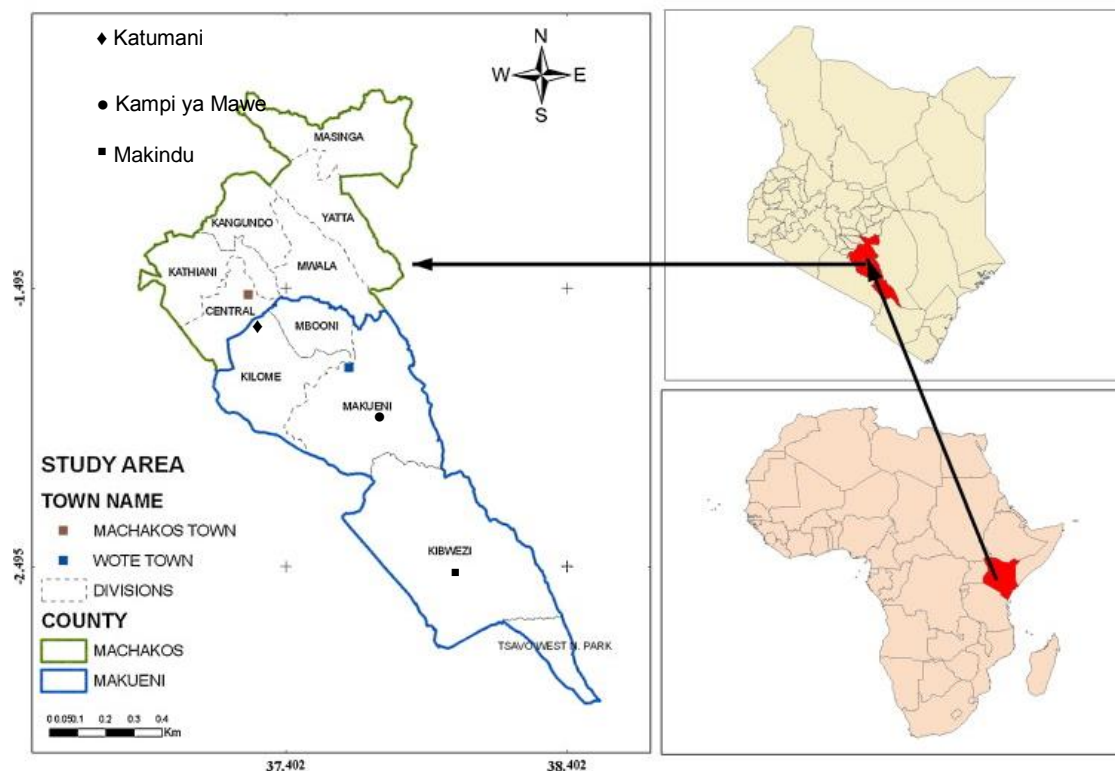 Katumani
Kampi ya Mawe
Makindu
N
W E
S
MASINGA
YATTA
KANGUNDO
KATHIANI
MWALA
-1.495
CENTRAL
MBOONI
KILOME
MAKUENI
STUDY AREA
TOWN NAME
MACHAKOS TOWN
WOTE TOWN
DIVISIONS
COUNTY
MACHAKOS
MAKUENI
KIBWEZI
-2.495
TSAVO WEST N. PARK
0 0.050.1 0.2 0.3 0.4
Km
37.402 38.402